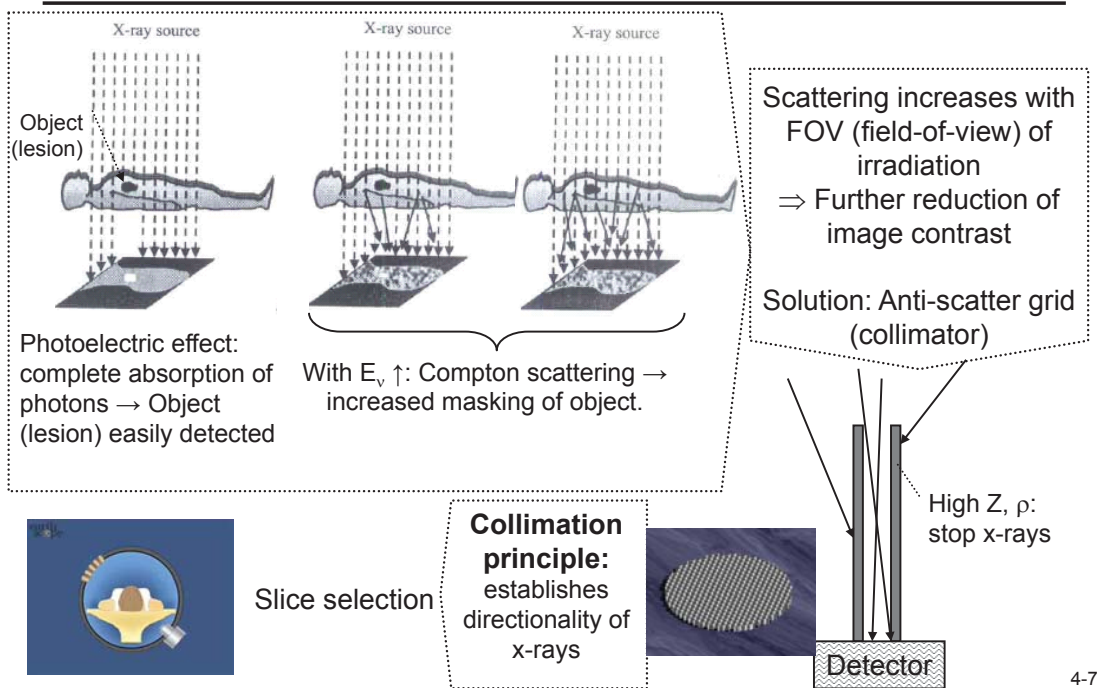 X-ray source
X-ray source
X-ray source
Object
(lesion)
Photoelectric effect:
complete absorption of
photons → Object
(lesion) easily detected
With Eν ↑: Compton scattering →
increased masking of object.
Scattering increases with
FOV (field-of-view) of
irradiation
⇒ Further reduction of
image contrast
Solution: Anti-scatter grid
(collimator)
High Z, ρ:
stop x-rays
Slice selection
Collimation
principle:
establishes
directionality of
x-rays
Detector
4-7